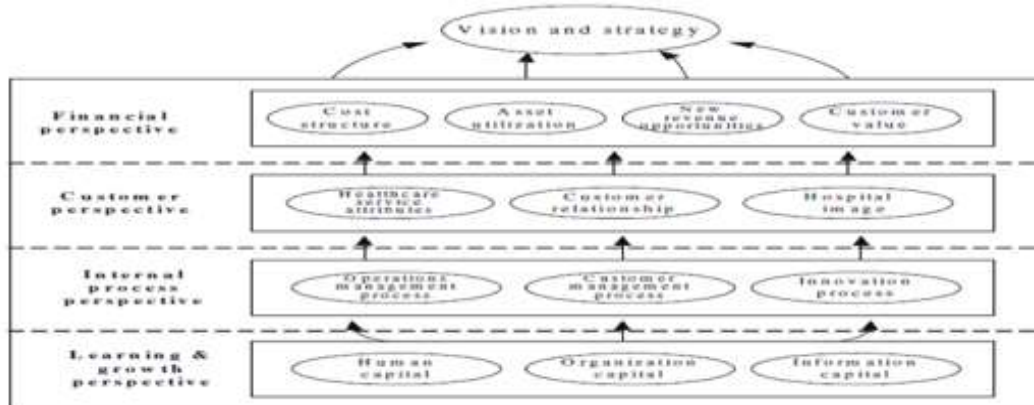 Vision and strategy
Financial
perspective
Cost
structure
Asset
utilization
New
revenue
opportunities
Customer
value
Customer
perspective
Healthcare
service
attributes
Customer
relationship
Hospital
image
Internal
process
perspective
Operations
management
process
Customer
management
process
Innovation
process
Learning &
growth
perspective
Human
capital
Organization
capital
Information
capital